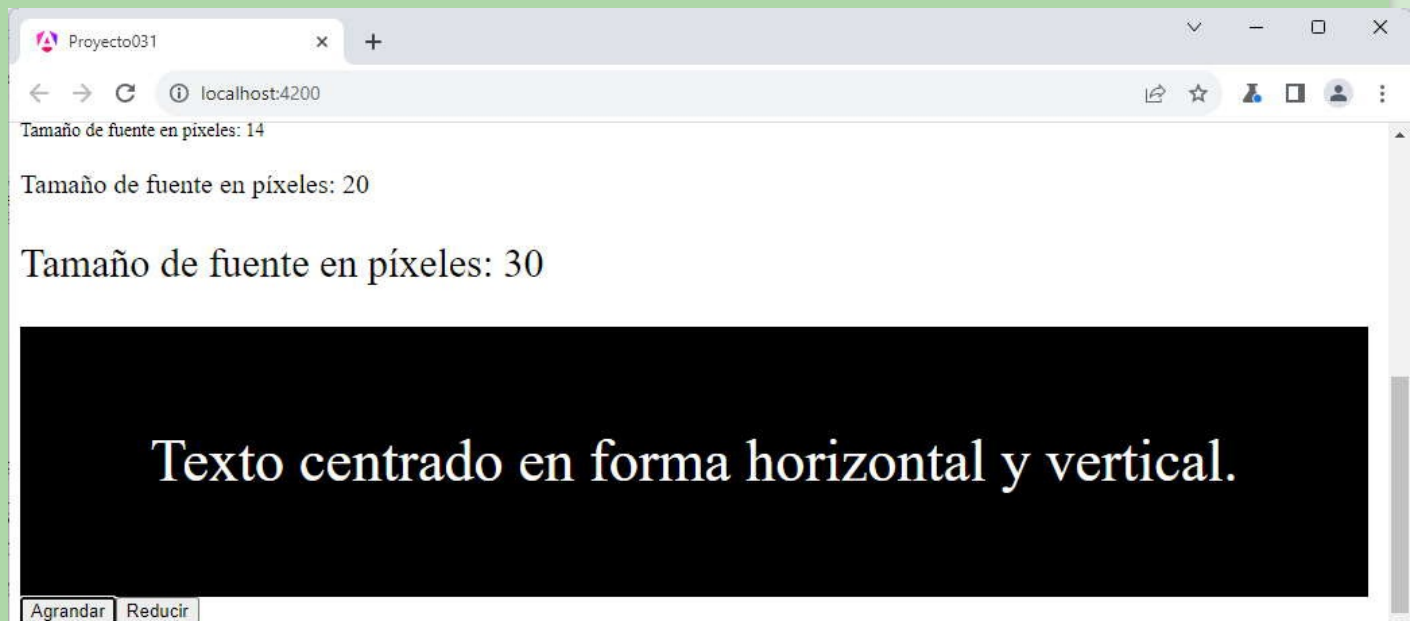 Proyecto031
localhost:4200
Tamaño de fuente en píxeles: 14
Tamaño de fuente en píxeles: 20
Tamaño de fuente en píxeles: 30
Texto centrado en forma horizontal y vertical.
Agrandar Reducir